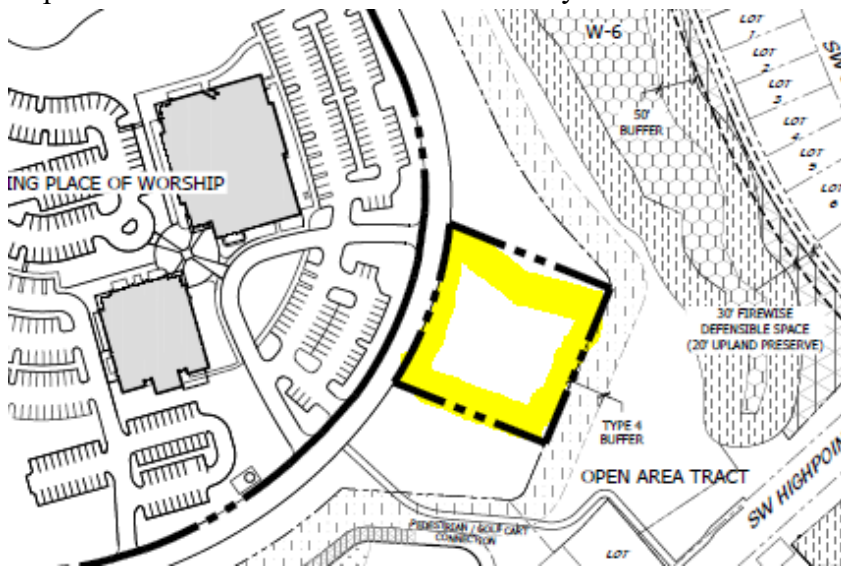 W-6
LOT
1
LOT
2
LOT
3
LOT
4
LOT
5
LOT
6
SW
50'
BUFFER
ING PLACE OF WORSHIP
30' FIREWISE
DEFENSIBLE SPACE
(20' UPLAND PRESERVE)
TYPE 4
BUFFER
OPEN AREA TRACT
SW HIGHPOIN
PEDESTRIAN / GOLF CART
CONNECTION
LOT